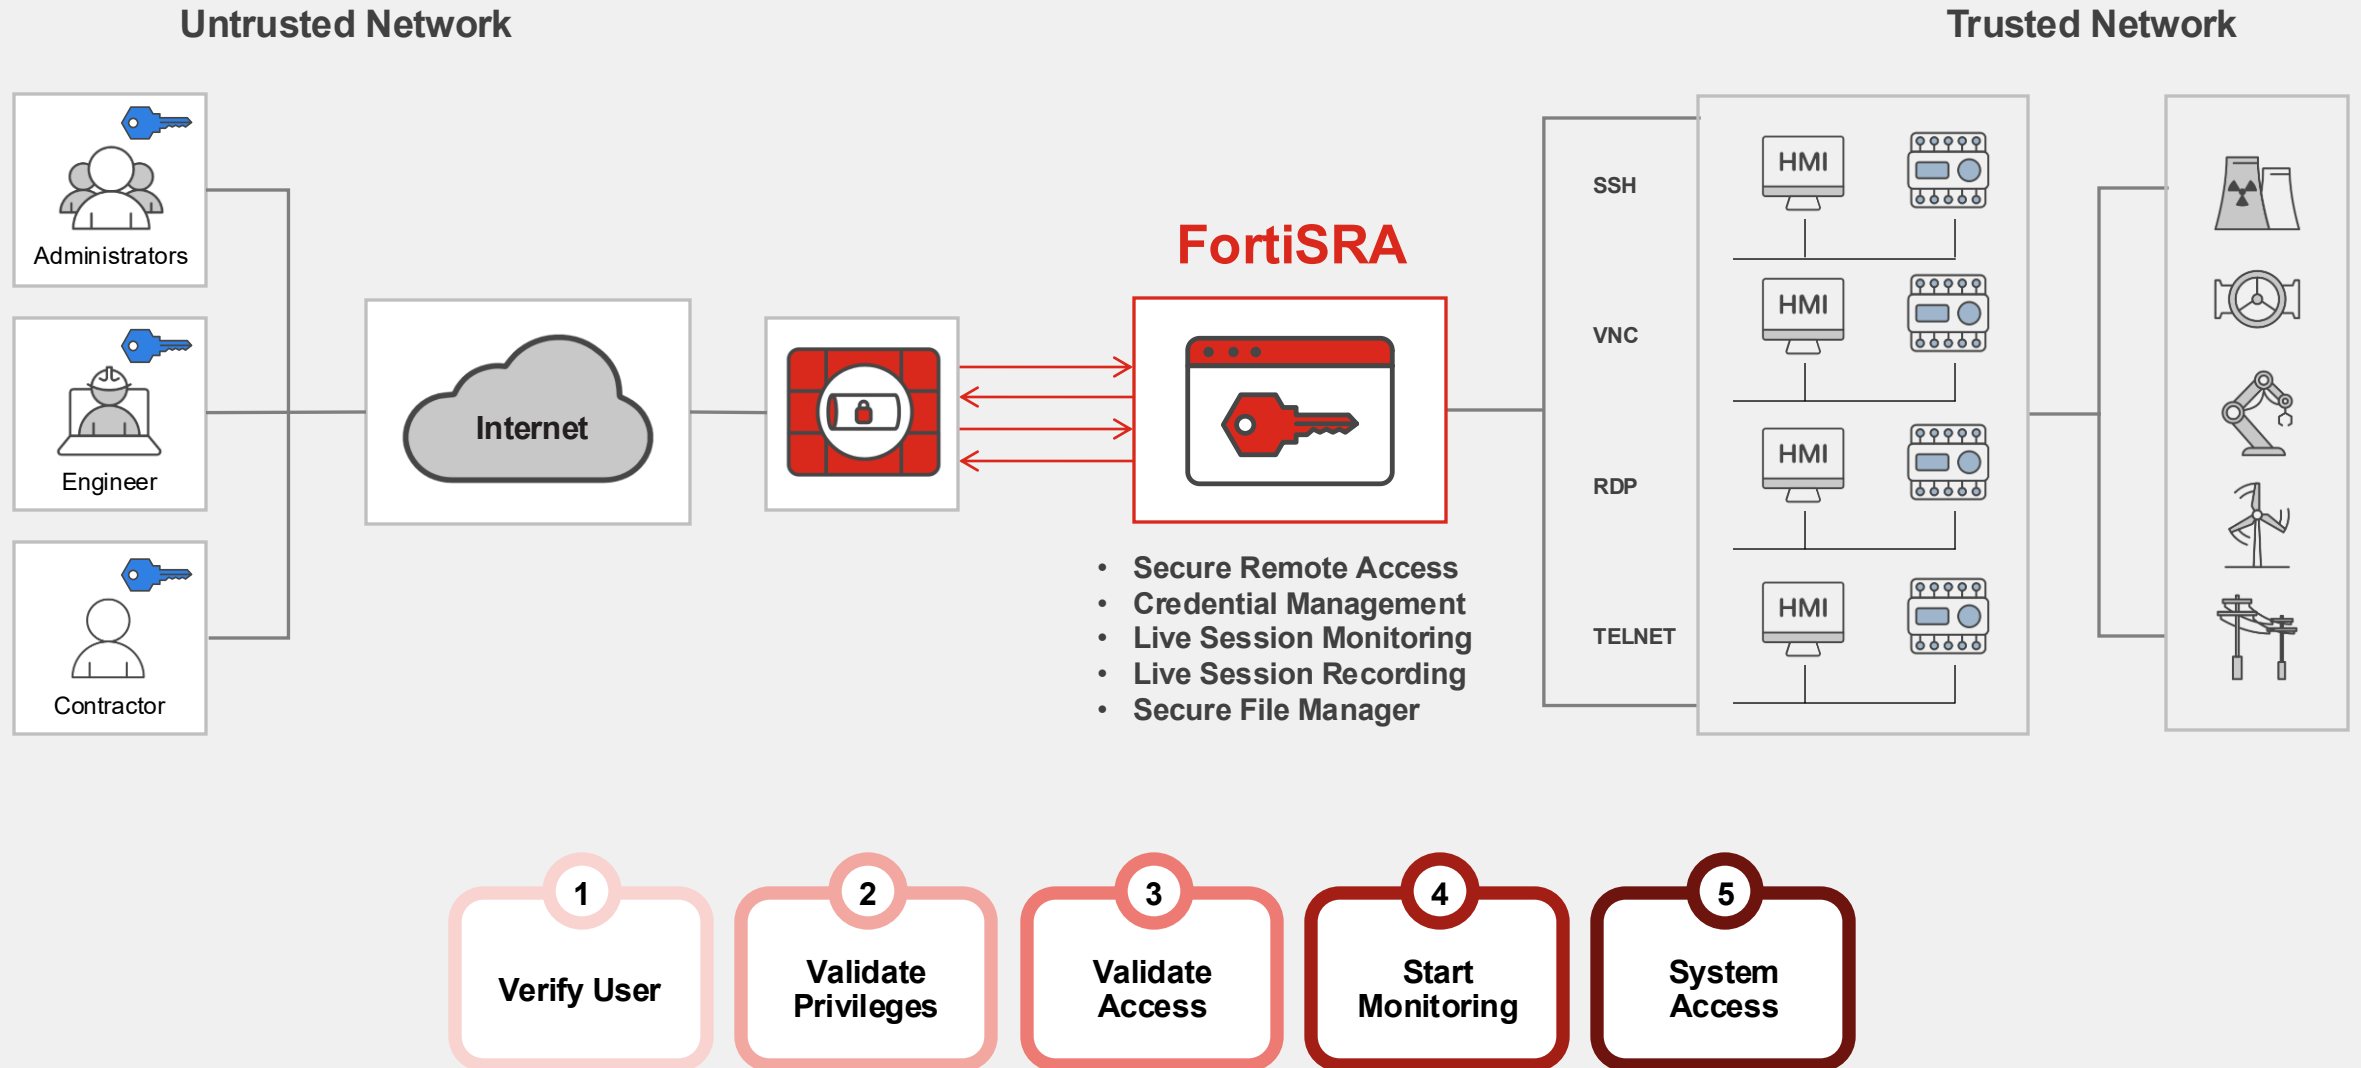 Untrusted Network
Trusted Network
Administrators
Engineer
Contractor
Internet
FortiSRA
• Secure Remote Access
• Credential Management
• Live Session Monitoring
• Live Session Recording
• Secure File Manager
SSH
VNC
RDP
TELNET
HMI
HMI
HMI
HMI
1
Verify User
2
Validate
Privileges
3
Validate
Access
4
Start
Monitoring
5
System
Access